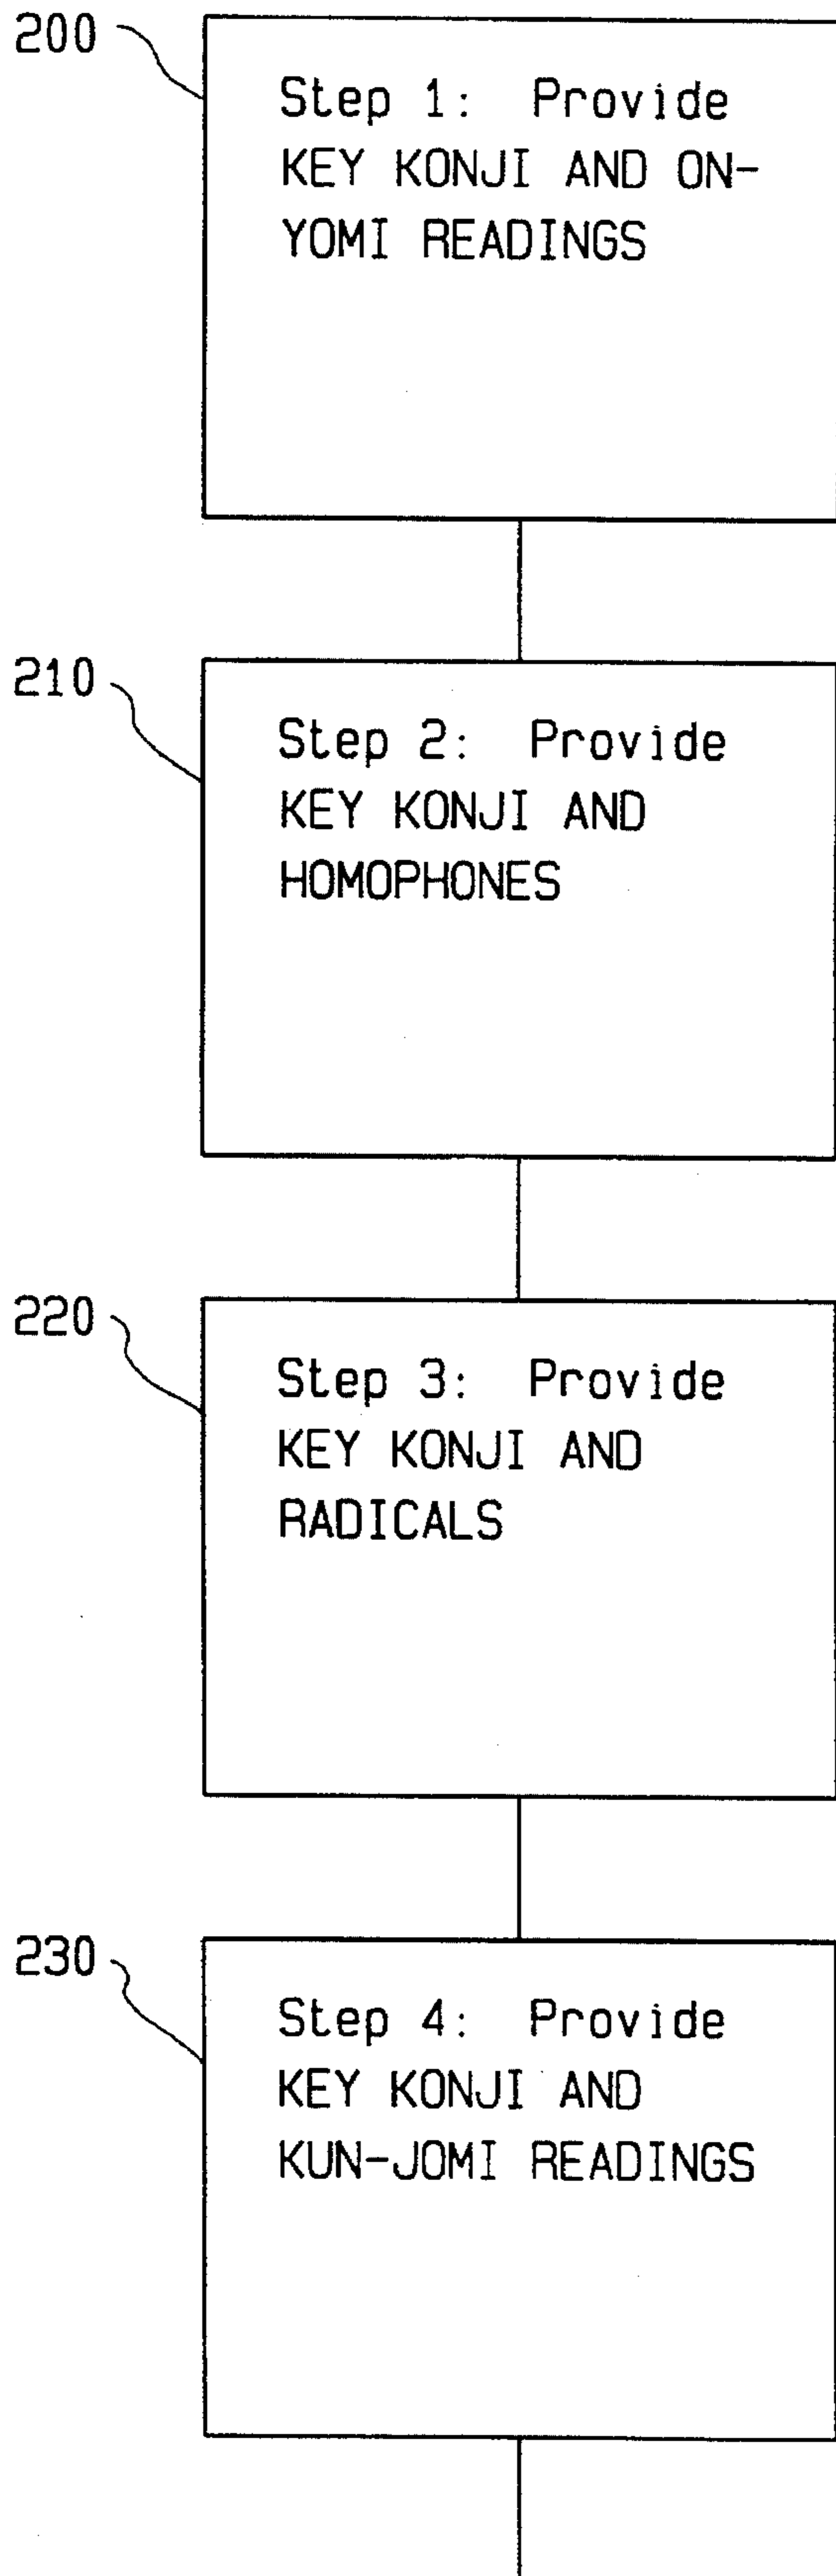 200
Step 1: Provide
KEY KONJI AND ON-
YOMI READINGS
210
Step 2: Provide
KEY KONJI AND
HOMOPHONES
220
Step 3: Provide
KEY KONJI AND
RADICALS
230
Step 4: Provide
KEY KONJI AND
KUN-JOMI READINGS